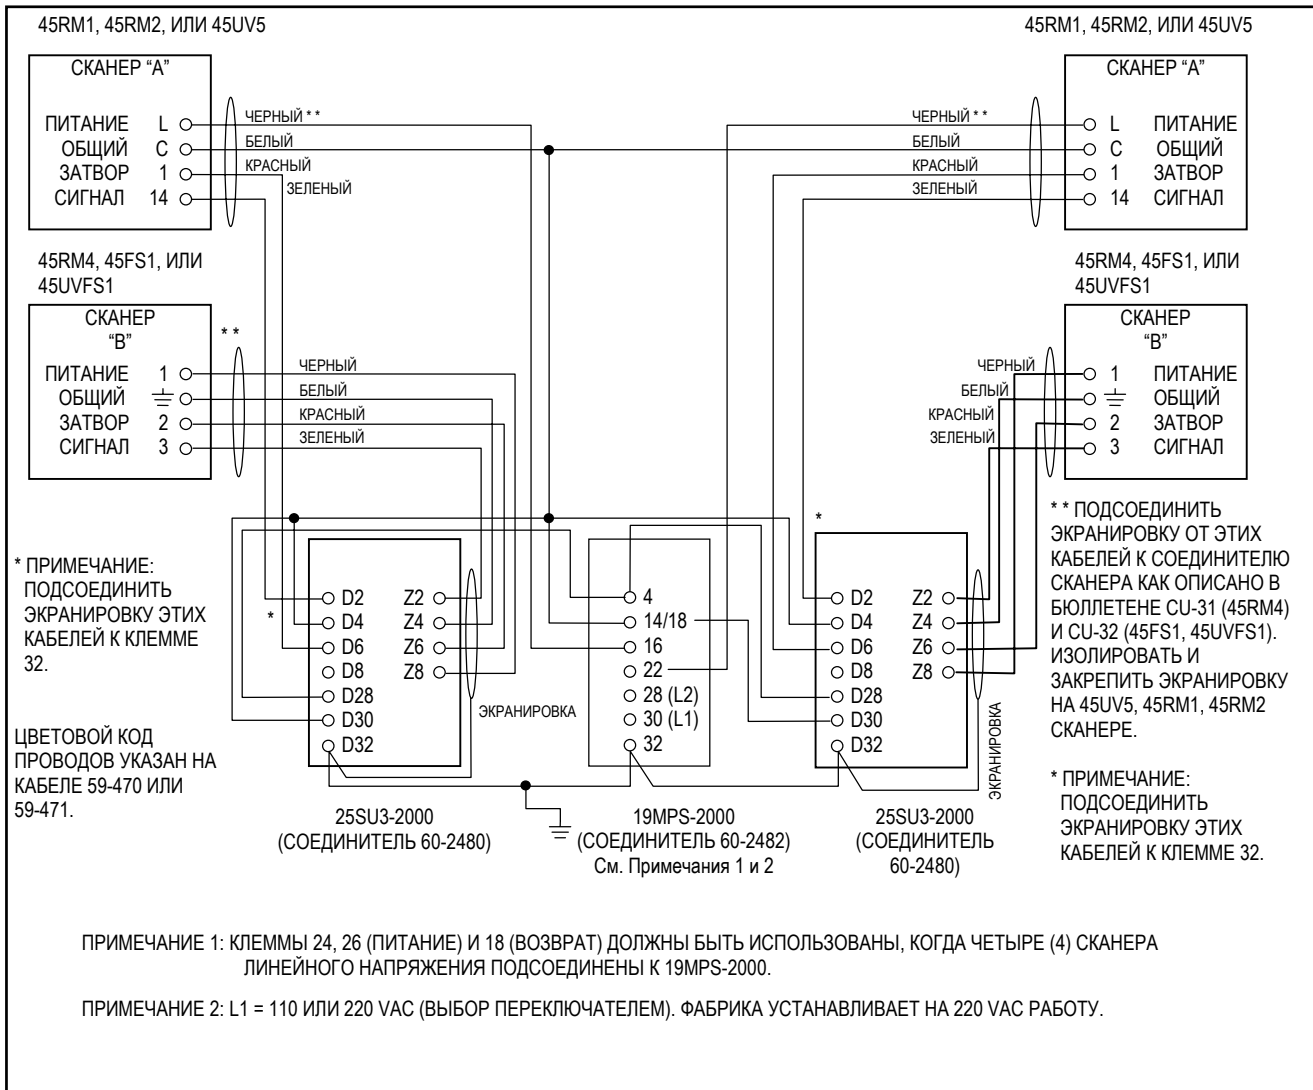 45RM1, 45RM2, ИЛИ 45UV5
СКАНЕР “А”
ПИТАНИЕ L
ОБЩИЙ C
ЗАТВОР 1
СИГНАЛ 14
ЧЕРНЫЙ * *
БЕЛЫЙ
КРАСНЫЙ
ЗЕЛЕНЫЙ
45RM1, 45RM2, ИЛИ 45UV5
СКАНЕР “А”
ЧЕРНЫЙ * *
БЕЛЫЙ
КРАСНЫЙ
ЗЕЛЕНЫЙ
L ПИТАНИЕ
C ОБЩИЙ
1 ЗАТВОР
14 СИГНАЛ
45RM4, 45FS1, ИЛИ
45UVFS1
СКАНЕР
“В”
* *
ПИТАНИЕ 1
ОБЩИЙ
ЗАТВОР 2
СИГНАЛ 3
ЧЕРНЫЙ
БЕЛЫЙ
КРАСНЫЙ
ЗЕЛЕНЫЙ
45RM4, 45FS1, ИЛИ
45UVFS1
СКАНЕР
“В”
ЧЕРНЫЙ
БЕЛЫЙ
КРАСНЫЙ
ЗЕЛЕНЫЙ
1 ПИТАНИЕ
ОБЩИЙ
2 ЗАТВОР
3 СИГНАЛ
* ПРИМЕЧАНИЕ:
ПОДСОЕДИНИТЬ
ЭКРАНИРОВКУ ЭТИХ
КАБЕЛЕЙ К КЛЕММЕ
32.
ЦВЕТОВОЙ КОД
ПРОВОДОВ УКАЗАН НА
КАБЕЛЕ 59-470 ИЛИ
59-471.
*
D2 Z2
D4 Z4
D6 Z6
D8 Z8
D28
D30
D32
ЭКРАНИРОВКА
25SU3-2000
(СОЕДИНИТЕЛЬ 60-2480)
4
14/18
16
22
28 (L2)
30 (L1)
32
19MPS-2000
(СОЕДИНИТЕЛЬ 60-2482)
См. Примечания 1 и 2
*
D2 Z2
D4 Z4
D6 Z6
D8 Z8
D28
D30
D32
ЭКРАНИРОВКА
25SU3-2000
(СОЕДИНИТЕЛЬ
60-2480)
* * ПОДСОЕДИНИТЬ
ЭКРАНИРОВКУ ОТ ЭТИХ
КАБЕЛЕЙ К СОЕДИНИТЕЛЮ
СКАНЕРА КАК ОПИСАНО В
БЮЛЛЕТЕНЕ CU-31 (45RM4)
И CU-32 (45FS1, 45UVFS1).
ИЗОЛИРОВАТЬ И
ЗАКРЕПИТЬ ЭКРАНИРОВКУ
НА 45UV5, 45RM1, 45RM2
СКАНЕРЕ.
* ПРИМЕЧАНИЕ:
ПОДСОЕДИНИТЬ
ЭКРАНИРОВКУ ЭТИХ
КАБЕЛЕЙ К КЛЕММЕ 32.
ПРИМЕЧАНИЕ 1: КЛЕММЫ 24, 26 (ПИТАНИЕ) И 18 (ВОЗВРАТ) ДОЛЖНЫ БЫТЬ ИСПОЛЬЗОВАНЫ, КОГДА ЧЕТЫРЕ (4) СКАНЕРА
ЛИНЕЙНОГО НАПРЯЖЕНИЯ ПОДСОЕДИНЕНЫ К 19MPS-2000.
ПРИМЕЧАНИЕ 2: L1 = 110 ИЛИ 220 VAC (ВЫБОР ПЕРЕКЛЮЧАТЕЛЕМ). ФАБРИКА УСТАНАВЛИВАЕТ НА 220 VAC РАБОТУ.